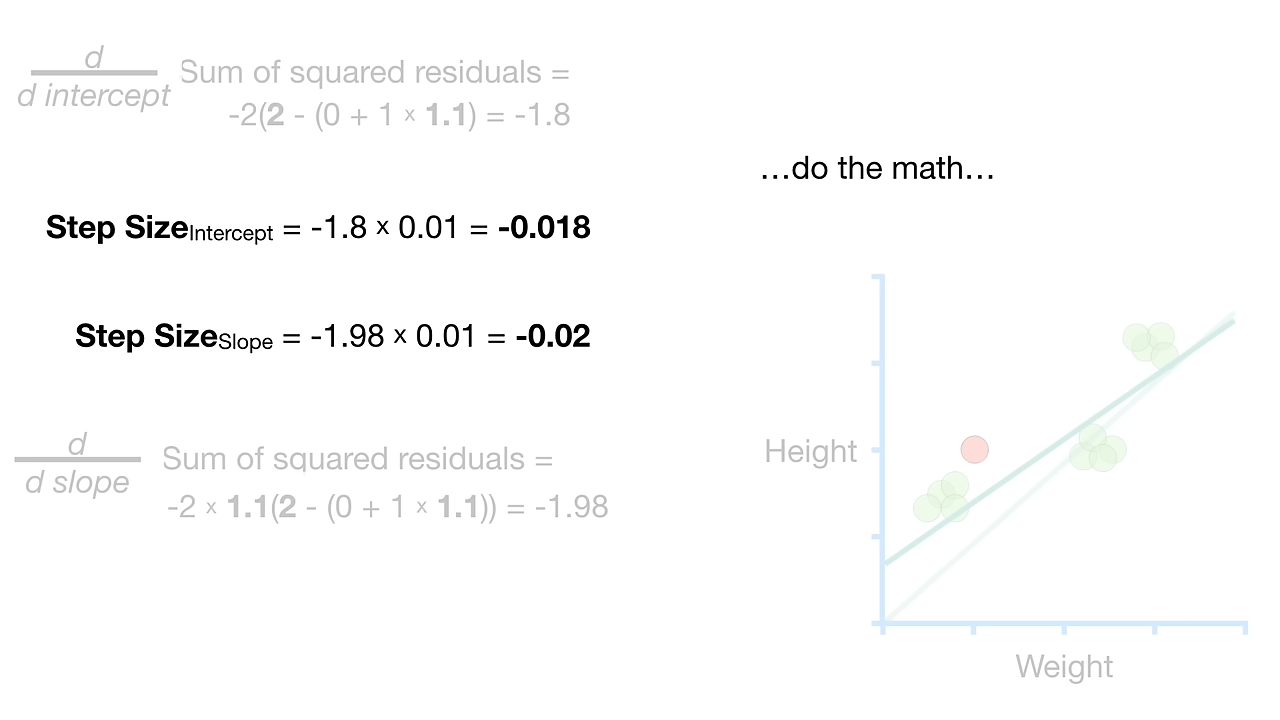 d
d intercept
Sum of squared residuals =
-2(2 - (0 + 1 x 1.1) = -1.8
…do the math…
Step SizeIntercept = -1.8 x 0.01 = -0.018
Step SizeSlope = -1.98 x 0.01 = -0.02
d
d slope
Sum of squared residuals =
-2 x 1.1(2 - (0 + 1 x 1.1)) = -1.98
Height
Weight